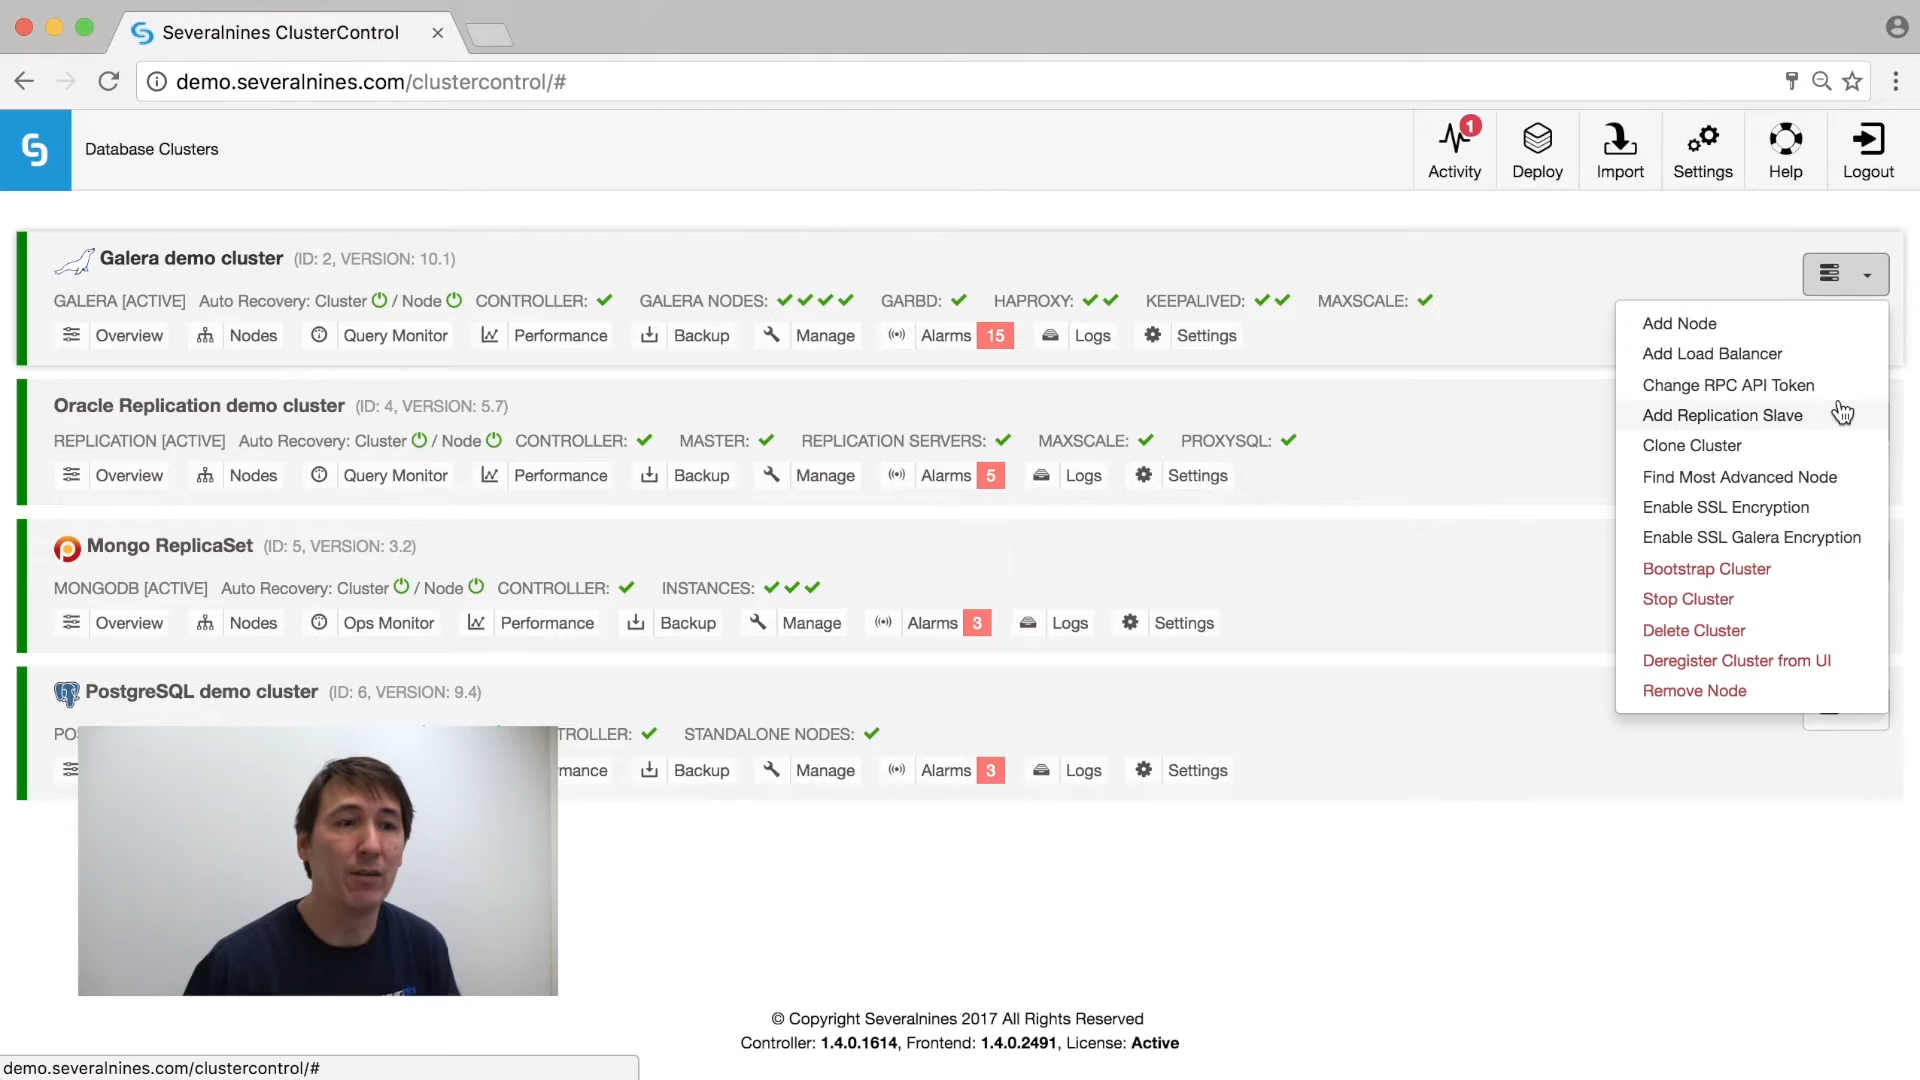 Severalnines ClusterControl
demo.severalnines.com/clustercontrol/#
Database Clusters
1
Activity
Deploy
Import
Settings
Help
Logout
Galera demo cluster (ID: 2, VERSION: 10.1)
GALERA [ACTIVE] Auto Recovery: Cluster / Node CONTROLLER: GALERA NODES: GARBD: HAPROXY: KEEPALIVED: MAXSCALE:
Overview Nodes Query Monitor Performance Backup Manage Alarms 15 Logs Settings
Add Node
Add Load Balancer
Change RPC API Token
Add Replication Slave
Clone Cluster
Find Most Advanced Node
Enable SSL Encryption
Enable SSL Galera Encryption
Bootstrap Cluster
Stop Cluster
Delete Cluster
Deregister Cluster from UI
Remove Node
Oracle Replication demo cluster (ID: 4, VERSION: 5.7)
REPLICATION [ACTIVE] Auto Recovery: Cluster / Node CONTROLLER: MASTER: REPLICATION SERVERS: MAXSCALE: PROXYSQL:
Overview Nodes Query Monitor Performance Backup Manage Alarms 5 Logs Settings
Mongo ReplicaSet (ID: 5, VERSION: 3.2)
MONGODB [ACTIVE] Auto Recovery: Cluster / Node CONTROLLER: INSTANCES:
Overview Nodes Ops Monitor Performance Backup Manage Alarms 3 Logs Settings
PostgreSQL demo cluster (ID: 6, VERSION: 9.4)
PO TROLLER: STANDALONE NODES:
mance Backup Manage Alarms 3 Logs Settings
© Copyright Severalnines 2017 All Rights Reserved
Controller: 1.4.0.1614, Frontend: 1.4.0.2491, License: Active
demo.severalnines.com/clustercontrol/#